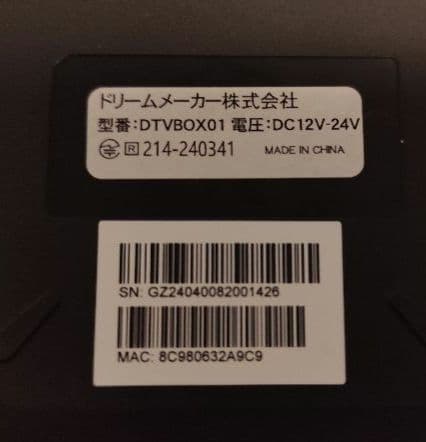 ドリームメーカー株式会社
型番:DTVBOX01 電圧:DC12V-24V
R 214-240341 MADE IN CHINA
SN: GZ24040082001426
MAC: 8C980632A9C9